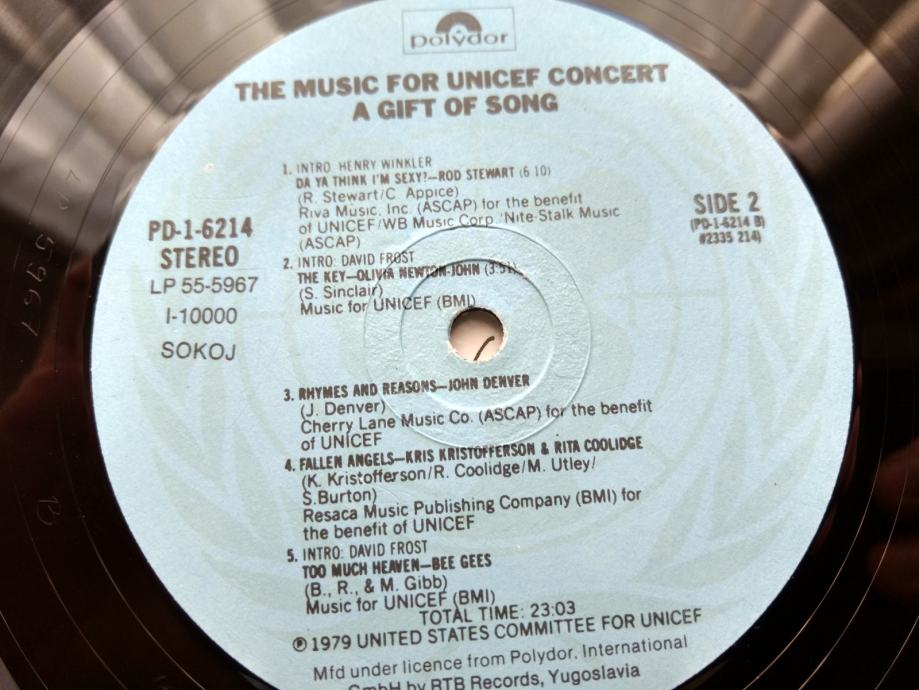 polydor
THE MUSIC FOR UNICEF CONCERT
A GIFT OF SONG
1. INTRO HENRY WINKLER
DA YA THINK I'M SEXY?—ROD STEWART (6 10)
(R. Stewart/C. Appice)
Riva Music, Inc. (ASCAP) for the benefit
of UNICEF/WB Music Corp./Nite-Stalk Music
(ASCAP)
PD-1-6214
STEREO
LP 55-5967
I-10000
SOKOJ
SIDE 2
(PD-1-6214 B)
#2335 214)
2. INTRO: DAVID FROST
THE KEY—OLIVIA NEWTON-JOHN (3:51)
(S. Sinclair)
Music for UNICEF (BMI)
3. RHYMES AND REASONS—JOHN DENVER
(J. Denver)
Cherry Lane Music Co. (ASCAP) for the benefit
of UNICEF
4. FALLEN ANGELS—KRIS KRISTOFFERSON & RITA COOLIDGE
(K. Kristofferson/R. Coolidge/M. Utley/
S.Burton)
Resaca Music Publishing Company (BMI) for
the benefit of UNICEF
5. INTRO: DAVID FROST
TOO MUCH HEAVEN—BEE GEES
(B., R., & M. Gibb)
Music for UNICEF (BMI)
TOTAL TIME: 23:03
℗ 1979 UNITED STATES COMMITTEE FOR UNICEF
Mfd under licence from Polydor, International
GmbH by RTB Records, Yugoslavia
LP 5967